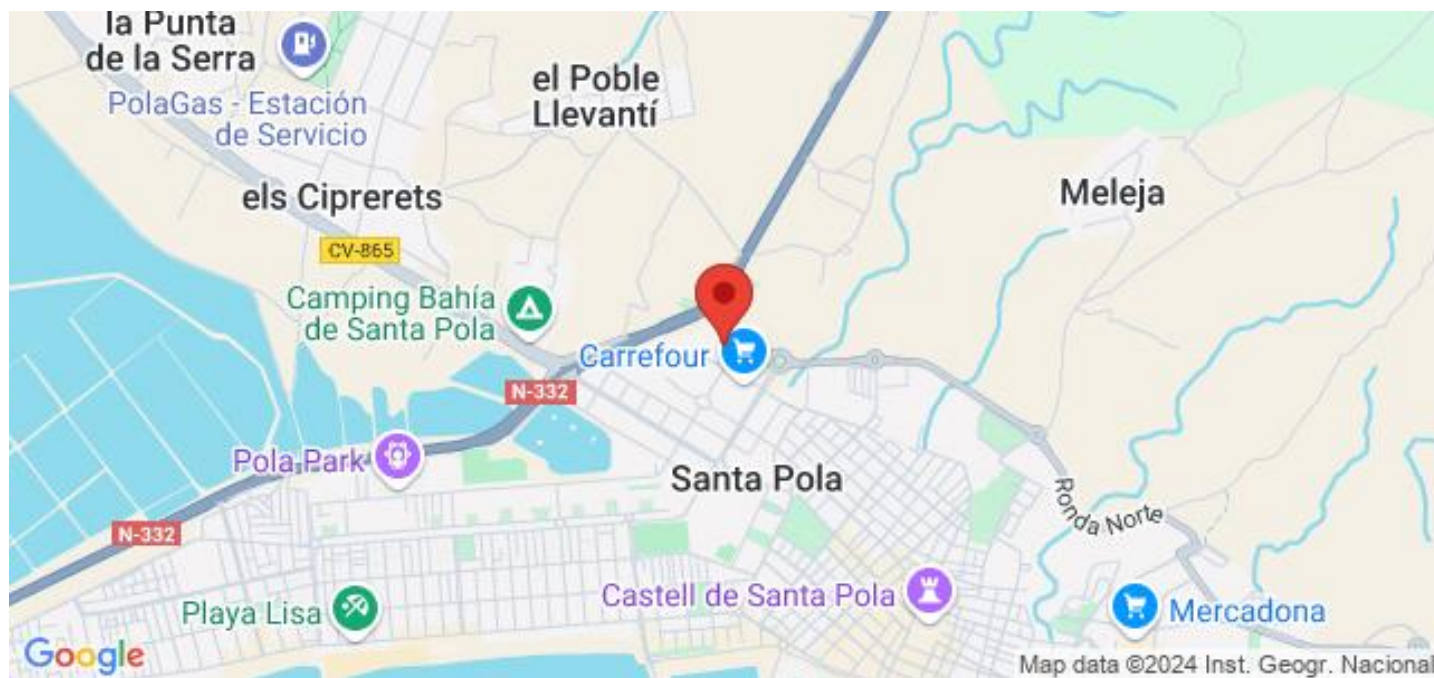 la Punta
de la Serra
PolaGas - Estación
de Servicio
el Poble
Llevantí
Meleja
els Ciprerets
CV-865
Camping Bahía
de Santa Pola
Carrefour
N-332
Pola Park
Santa Pola
Ronda Norte
N-332
Castell de Santa Pola
Playa Lisa
Mercadona
Google
Map data ©2024 Inst. Geogr. Nacional